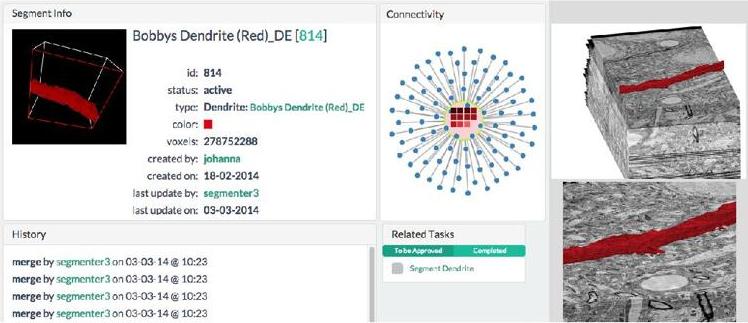 Segment Info
Bobbys Dendrite (Red)_DE [814]
id: 814
status: active
type: Dendrite: Bobbys Dendrite (Red)_DE
color:
voxels: 278752288
created by: johanna
created on: 18-02-2014
last update by: segmenter3
last update on: 03-03-2014
Connectivity
History
merge by segmenter3 on 03-03-14 @ 10:23
merge by segmenter3 on 03-03-14 @ 10:23
merge by segmenter3 on 03-03-14 @ 10:23
merge by segmenter3 on 03-03-14 @ 10:23
Related Tasks
To be Approved Completed
Segment Dendrite